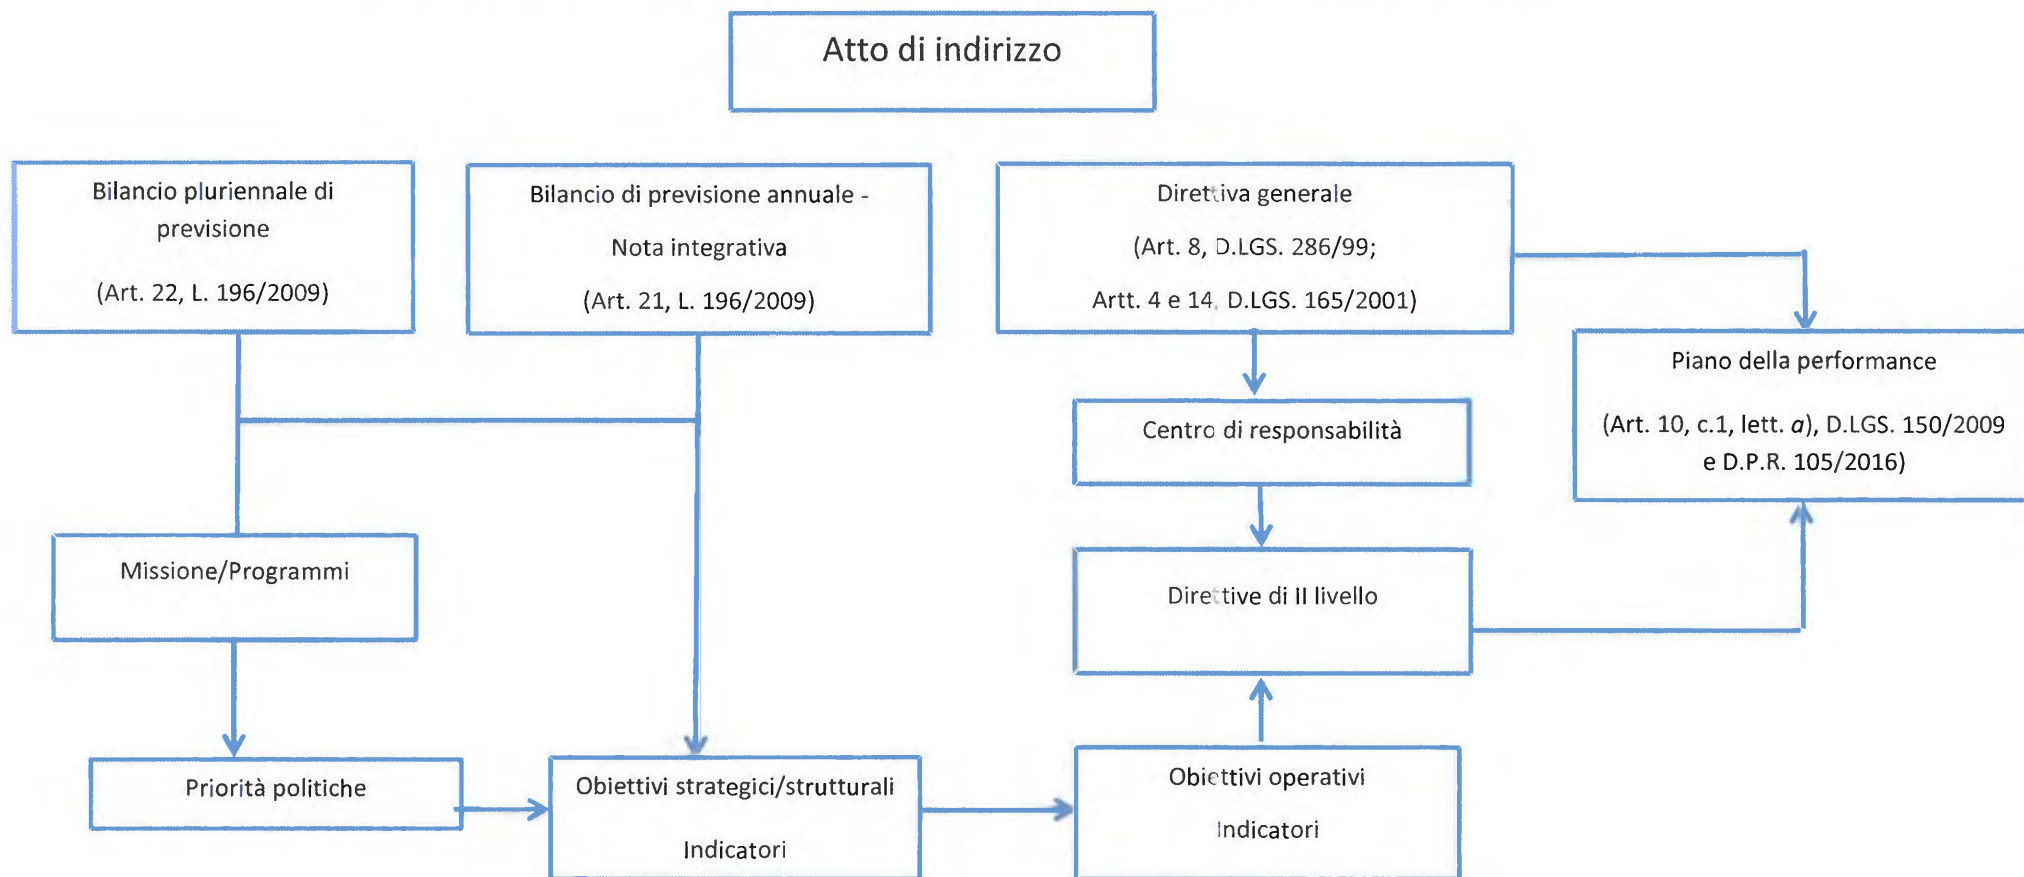 Atto di indirizzo
Bilancio pluriennale di
previsione
(Art. 22, L. 196/2009)
Bilancio di previsione annuale -
Nota integrativa
(Art. 21, L. 196/2009)
Direttiva generale
(Art. 8, D.LGS. 286/99;
Artt. 4 e 14, D.LGS. 165/2001)
Piano della performance
(Art. 10, c.1, lett. a), D.LGS. 150/2009
e D.P.R. 105/2016)
Centro di responsabilità
Missione/Programmi
Direttive di II livello
Priorità politiche
Obiettivi strategici/strutturali
Indicatori
Obiettivi operativi
Indicatori